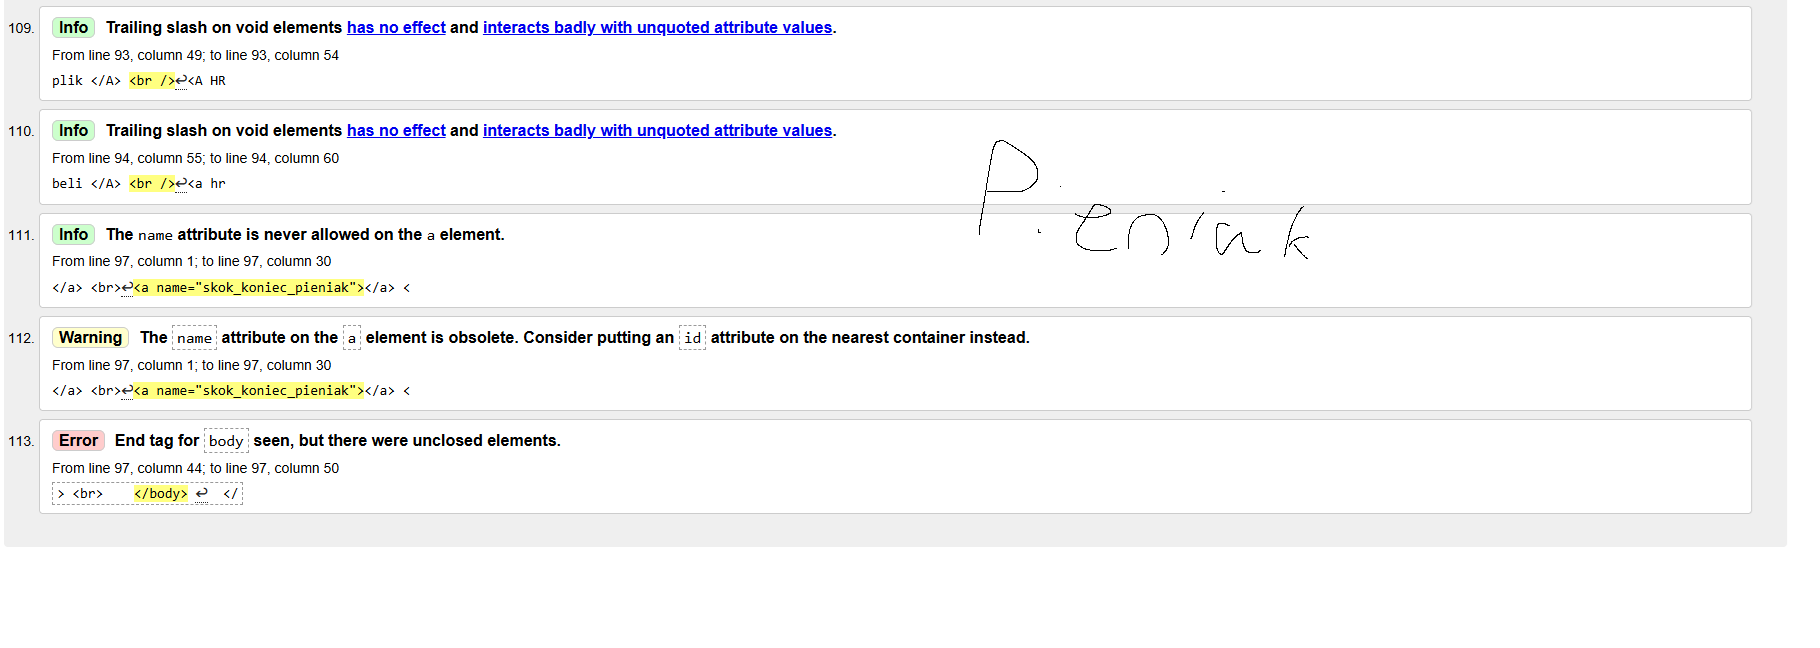 109. Info Trailing slash on void elements has no effect and interacts badly with unquoted attribute values.
From line 93, column 49; to line 93, column 54
plik </A> <br />↩<A HR
110. Info Trailing slash on void elements has no effect and interacts badly with unquoted attribute values.
From line 94, column 55; to line 94, column 60
beli </A> <br />↩<a hr
Pieniak
111. Info The name attribute is never allowed on the a element.
From line 97, column 1; to line 97, column 30
</a> <br>↩<a name="skok_koniec_pieniak"></a> <
112. Warning The name attribute on the a element is obsolete. Consider putting an id attribute on the nearest container instead.
From line 97, column 1; to line 97, column 30
</a> <br>↩<a name="skok_koniec_pieniak"></a> <
113. Error End tag for body seen, but there were unclosed elements.
From line 97, column 44; to line 97, column 50
> <br> </body> ↩ </